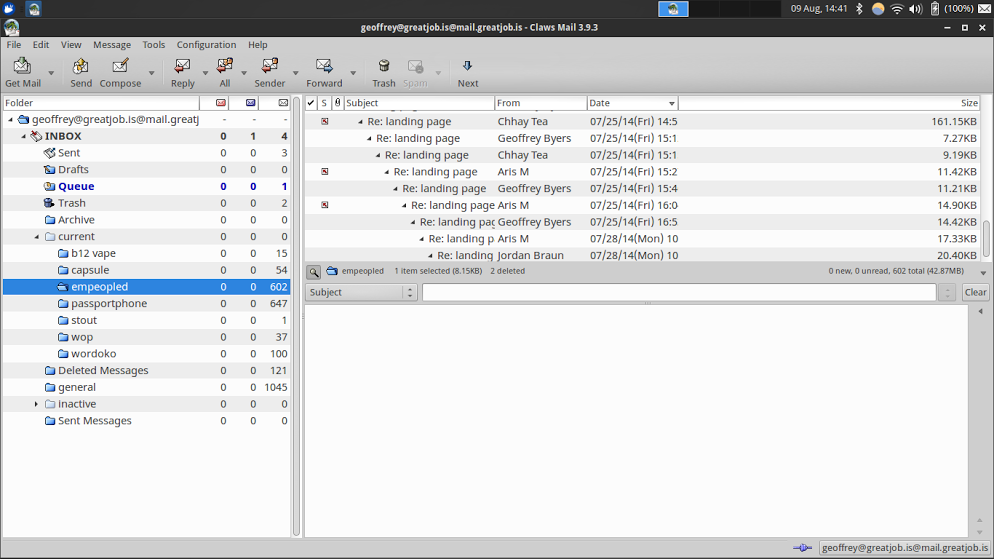 09 Aug, 14:41 (100%)
geoffrey@greatjob.is@mail.greatjob.is - Claws Mail 3.9.3
File Edit View Message Tools Configuration Help
Get Mail Send Compose Reply All Sender Forward Trash Spam Next
Folder
geoffrey@greatjob.is@mail.greatj - - -
INBOX 0 1 4
Sent 0 0 3
Drafts 0 0 0
Queue 0 0 1
Trash 0 0 2
Archive 0 0 0
current 0 0 0
b12 vape 0 0 15
capsule 0 0 54
empeopled 0 0 602
passportphone 0 0 647
stout 0 0 1
wop 0 0 37
wordoko 0 0 100
Deleted Messages 0 0 121
general 0 0 1045
inactive 0 0 0
Sent Messages 0 0 0
S Subject From Date Size
Re: landing page Chhay Tea 07/25/14(Fri) 14:5 161.15KB
Re: landing page Geoffrey Byers 07/25/14(Fri) 15:1 7.27KB
Re: landing page Chhay Tea 07/25/14(Fri) 15:1 9.19KB
Re: landing page Aris M 07/25/14(Fri) 15:2 11.42KB
Re: landing page Geoffrey Byers 07/25/14(Fri) 15:4 11.21KB
Re: landing page Aris M 07/25/14(Fri) 16:0 14.90KB
Re: landing pag Geoffrey Byers 07/25/14(Fri) 16:5 14.42KB
Re: landing p Aris M 07/28/14(Mon) 10 17.33KB
Re: landing Jordan Braun 07/28/14(Mon) 10 20.40KB
empeopled 1 item selected (8.15KB) 2 deleted 0 new, 0 unread, 602 total (42.87MB)
Subject Clear
geoffrey@greatjob.is@mail.greatjob.is